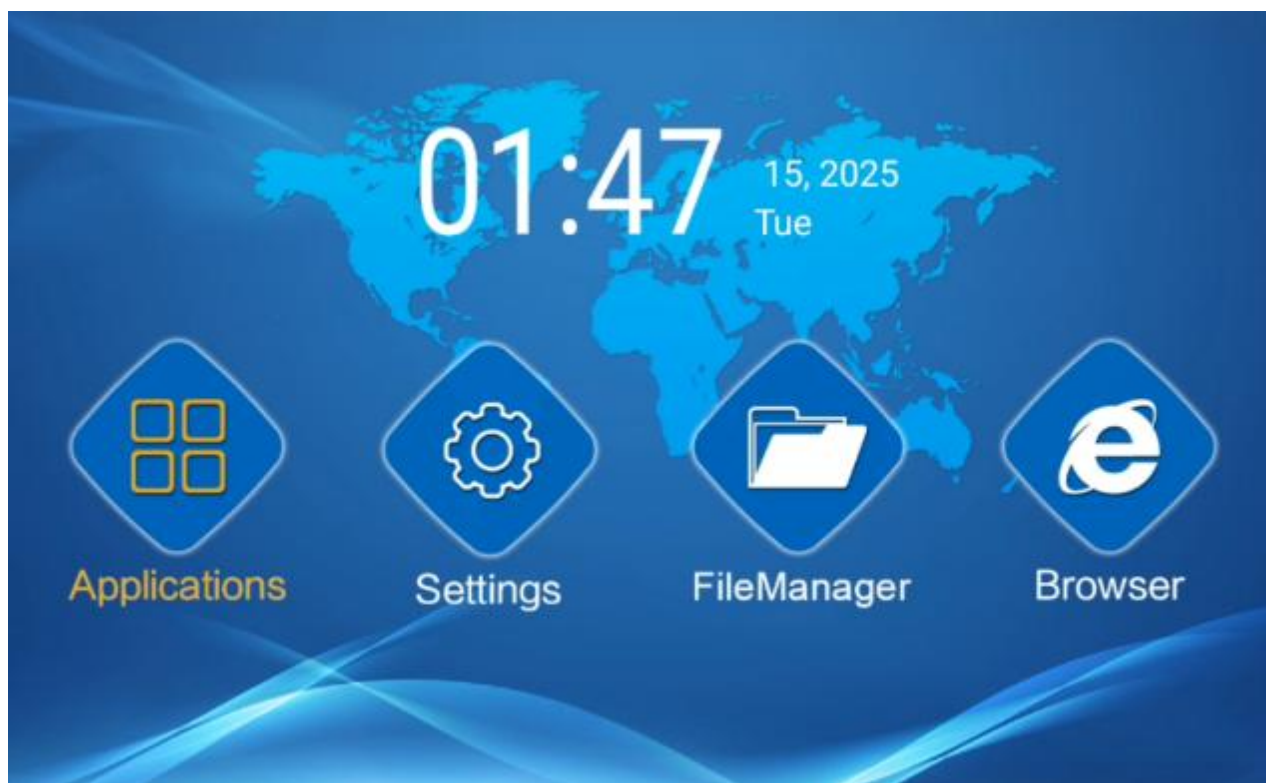 01:47
15, 2025
Tue
Applications
Settings
FileManager
Browser